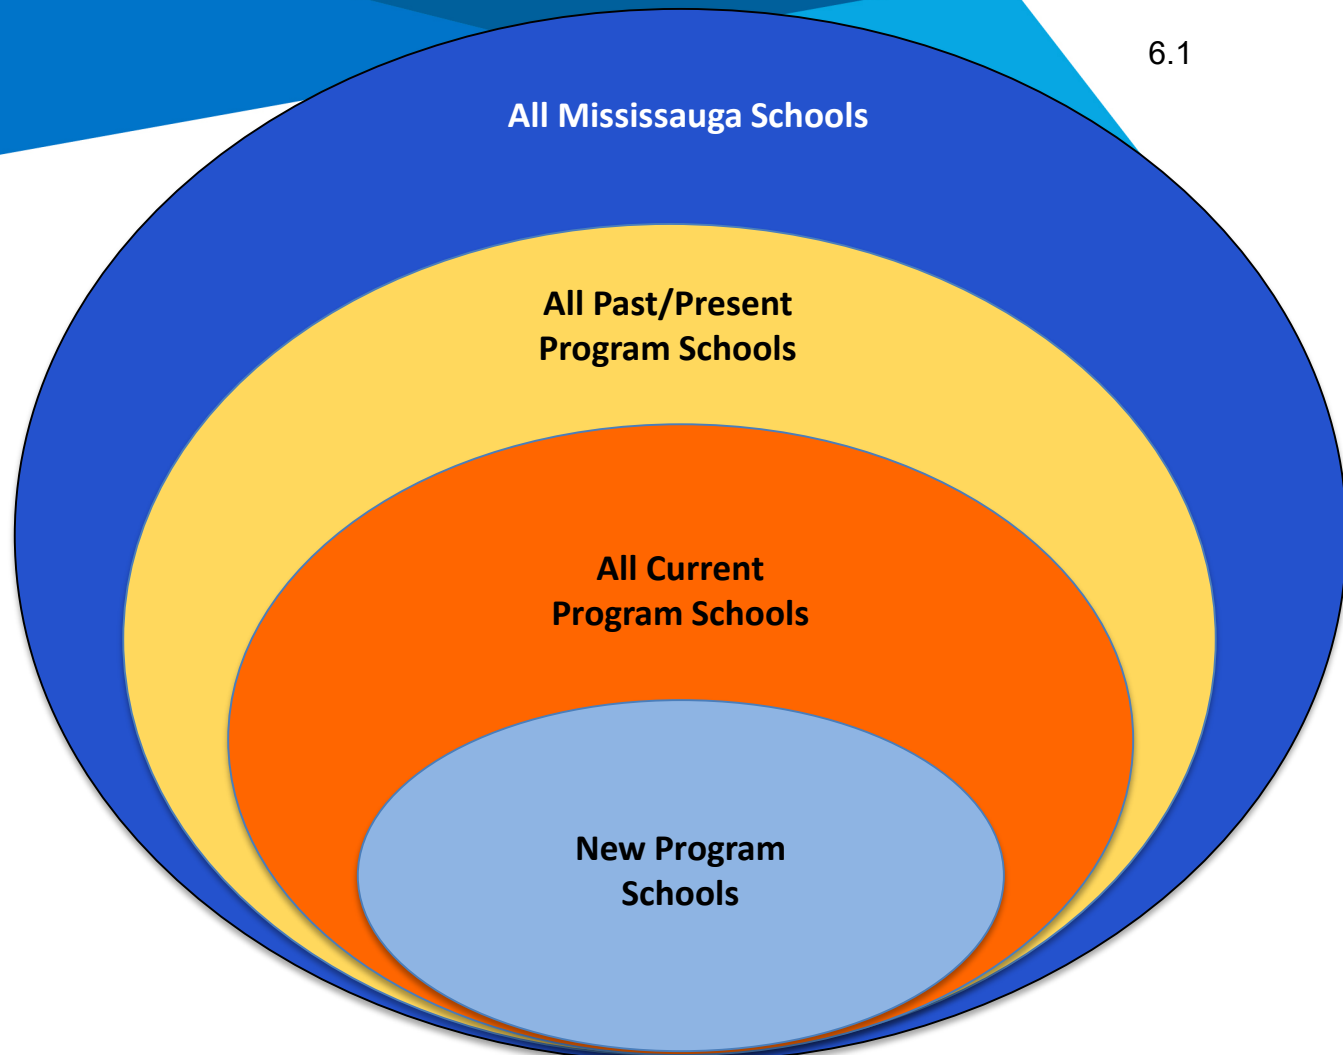 6.1
All Mississauga Schools
All Past/Present
Program Schools
All Current
Program Schools
New Program
Schools